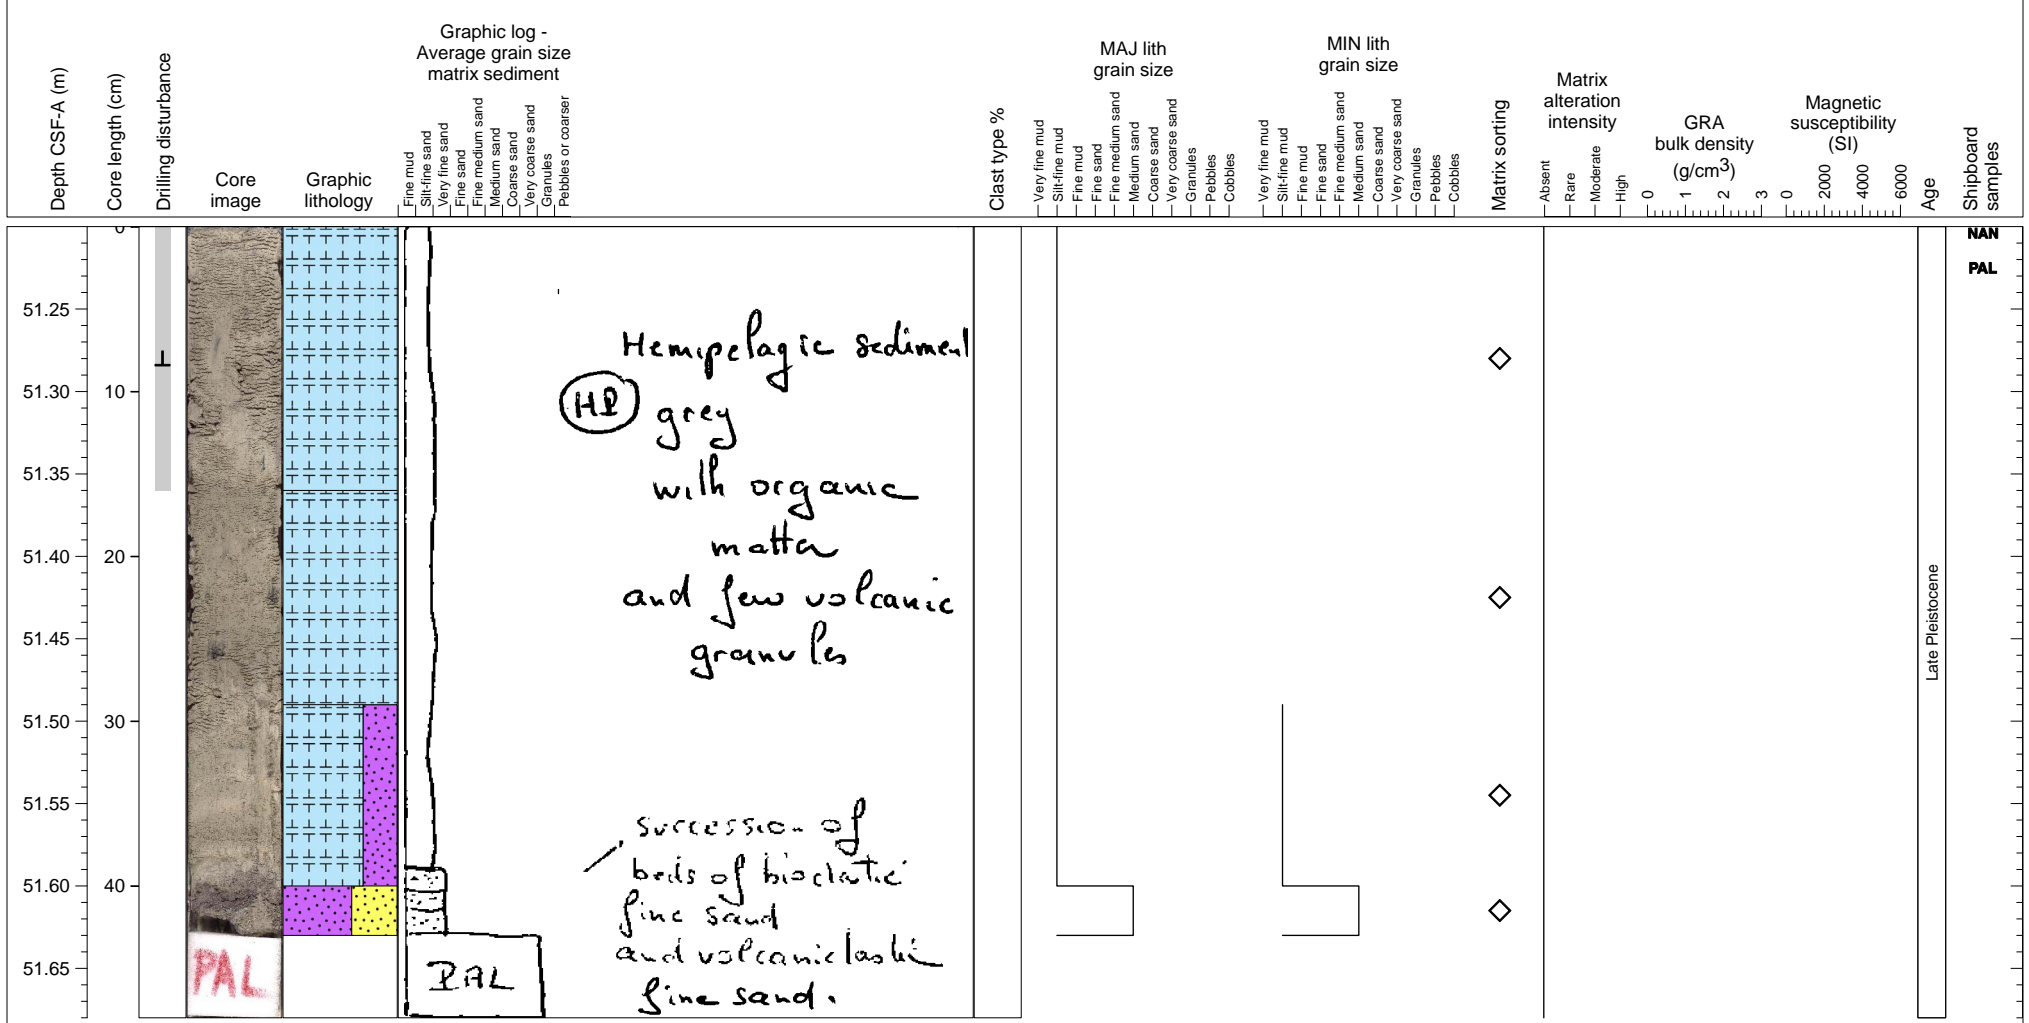 Depth CSF-A (m)
Core length (cm)
Drilling disturbance
Core
image
Graphic
lithology
Graphic log -
Average grain size
matrix sediment
Fine mud
Silt-fine sand
Very fine sand
Fine sand
Fine medium sand
Medium sand
Coarse sand
Very coarse sand
Granules
Pebbles or coarser
Clast type %
MAJ lith
grain size
Very fine mud
Silt-fine mud
Fine mud
Fine sand
Fine medium sand
Medium sand
Coarse sand
Very coarse sand
Granules
Pebbles
Cobbles
MIN lith
grain size
Very fine mud
Silt-fine mud
Fine mud
Fine sand
Fine medium sand
Medium sand
Coarse sand
Very coarse sand
Granules
Pebbles
Cobbles
Matrix sorting
Matrix
alteration
intensity
Absent
Rare
Moderate
High
GRA
bulk density
(g/cm3)
0 1 2 3
Magnetic
susceptibility
(SI)
0 2000 4000 6000
Age
Shipboard
samples
51.25
51.30
51.35
51.40
51.45
51.50
51.55
51.60
51.65
0
10
20
30
40
PAL
Hemipelagic sediment
HP grey
with organic
matter
and few volcanic
granules
succession of
beds of bioclastic
fine sand
and volcaniclastic
fine sand.
PAL
Late Pleistocene
NAN
PAL